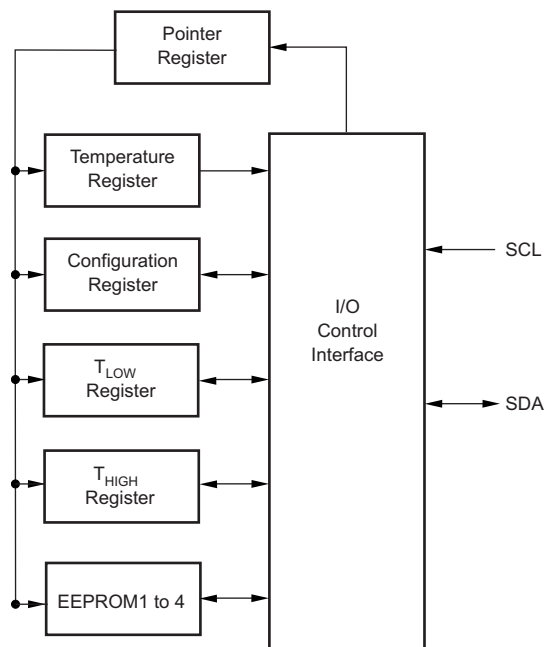 Pointer
Register
Temperature
Register
Configuration
Register
SCL
I/O
Control
Interface
TLOW
Register
SDA
THIGH
Register
EEPROM1 to 4